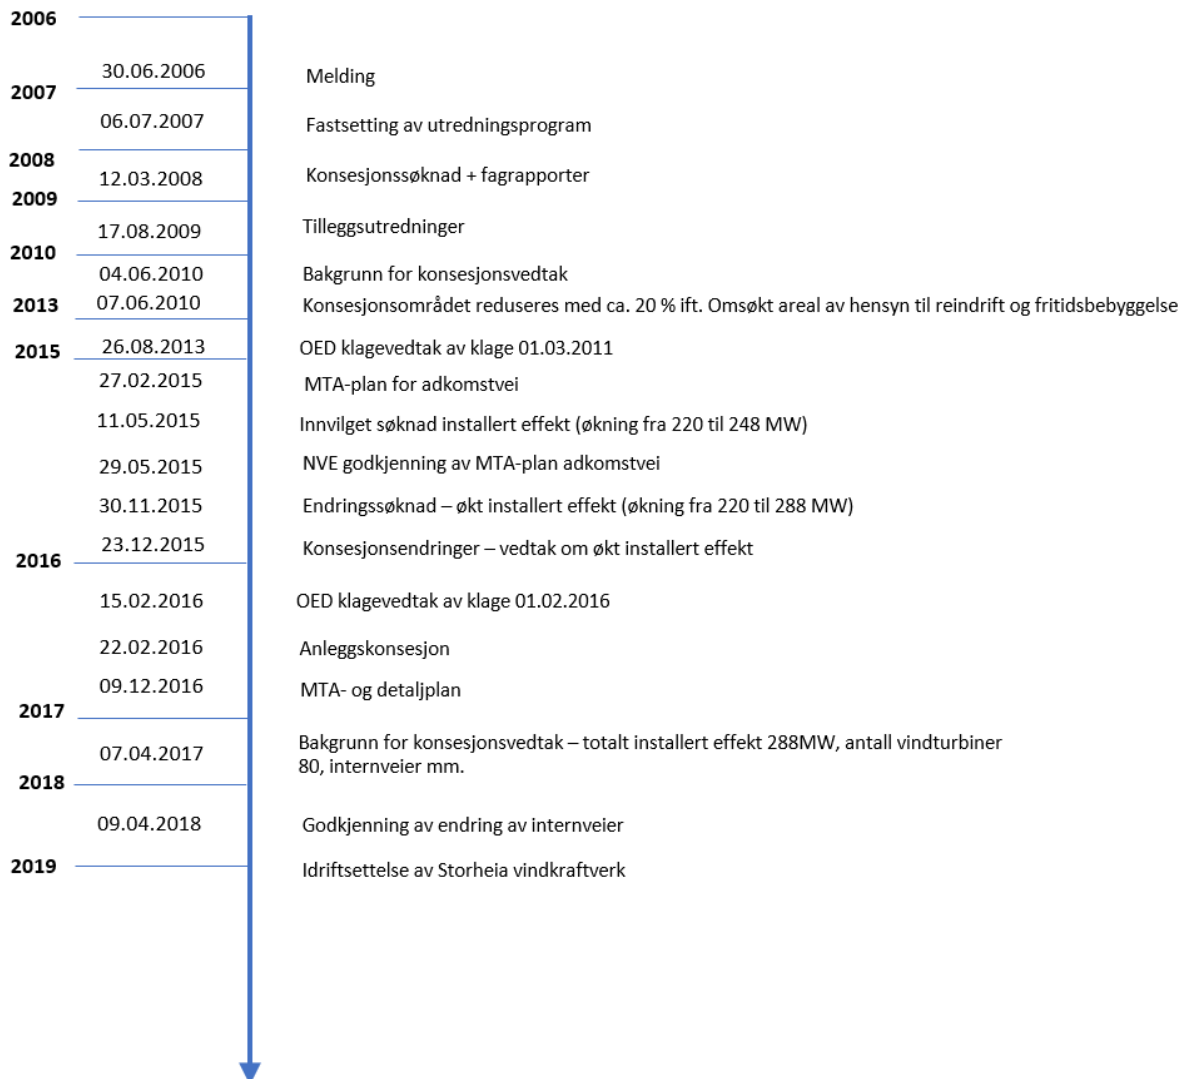 2006
30.06.2006 Melding
2007
06.07.2007 Fastsetting av utredningsprogram
2008
12.03.2008 Konsesjonssøknad + fagrapporter
2009
17.08.2009 Tilleggsutredninger
2010
04.06.2010 Bakgrunn for konsesjonsvedtak
2013 07.06.2010 Konsesjonsområdet reduseres med ca. 20 % ift. Omsøkt areal av hensyn til reindrift og fritidsbebyggelse
2015 26.08.2013 OED klagevedtak av klage 01.03.2011
27.02.2015 MTA-plan for adkomstvei
11.05.2015 Innvilget søknad installert effekt (økning fra 220 til 248 MW)
29.05.2015 NVE godkjenning av MTA-plan adkomstvei
30.11.2015 Endringssøknad – økt installert effekt (økning fra 220 til 288 MW)
23.12.2015 Konsesjonsendringer – vedtak om økt installert effekt
2016
15.02.2016 OED klagevedtak av klage 01.02.2016
22.02.2016 Anleggskonsesjon
09.12.2016 MTA- og detaljplan
2017
07.04.2017 Bakgrunn for konsesjonsvedtak – totalt installert effekt 288MW, antall vindturbiner
80, internveier mm.
2018
09.04.2018 Godkjenning av endring av internveier
2019 Idriftsettelse av Storheia vindkraftverk